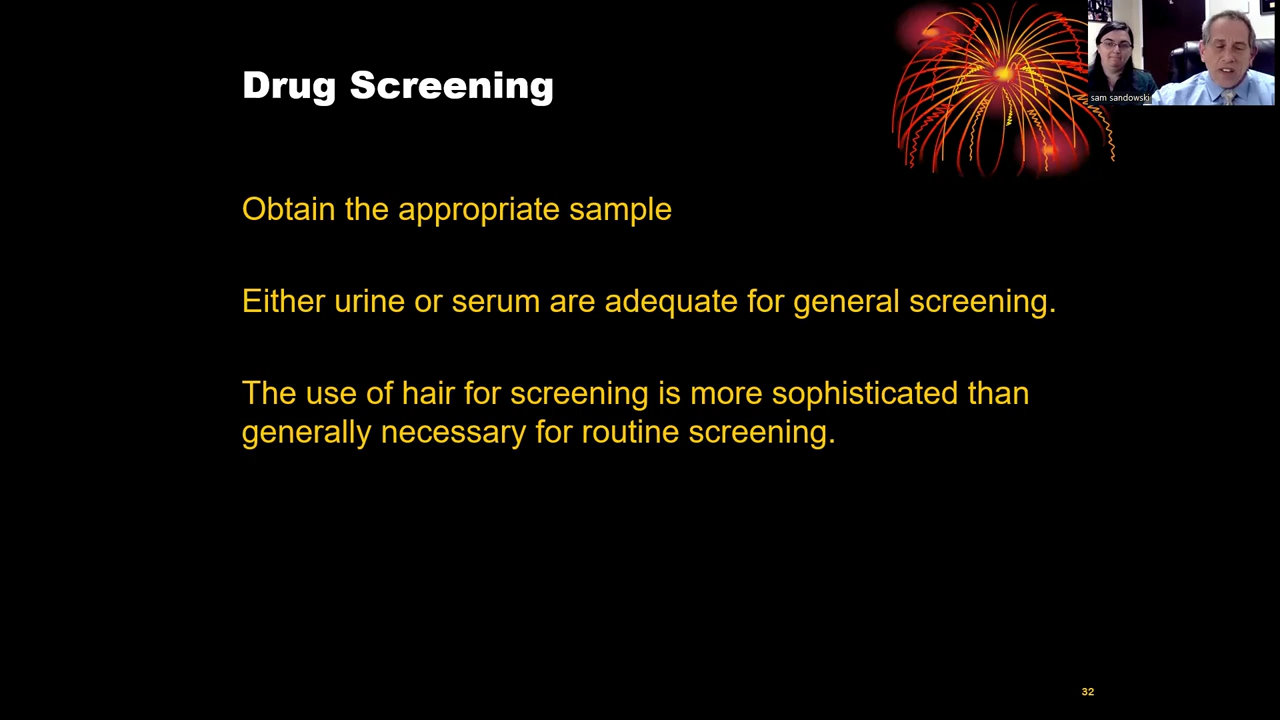 Drug Screening
sam sandowski
Obtain the appropriate sample
Either urine or serum are adequate for general screening.
The use of hair for screening is more sophisticated than
generally necessary for routine screening.
32